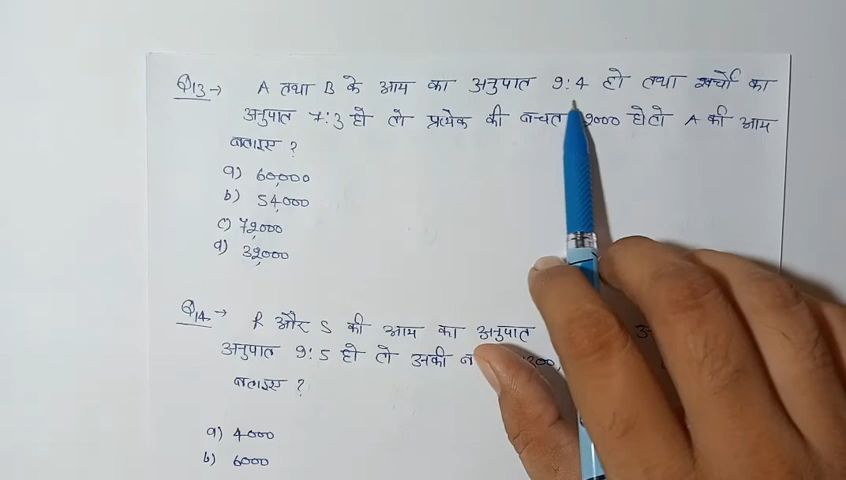 Q13→ A तथा B के आय का अनुपात 9:4 हो तथा खर्चो का
अनुपात 7:3 हो तो प्रत्येक की बचत 9000 हो तो A की आय
बताइए ?
a) 60,000
b) 54,000
c) 72,000
d) 32,000
Q14→ R और S की आय का अनुपात
अनुपात 9:5 हो तो उनकी
बताइए ?
a) 4000
b) 6000